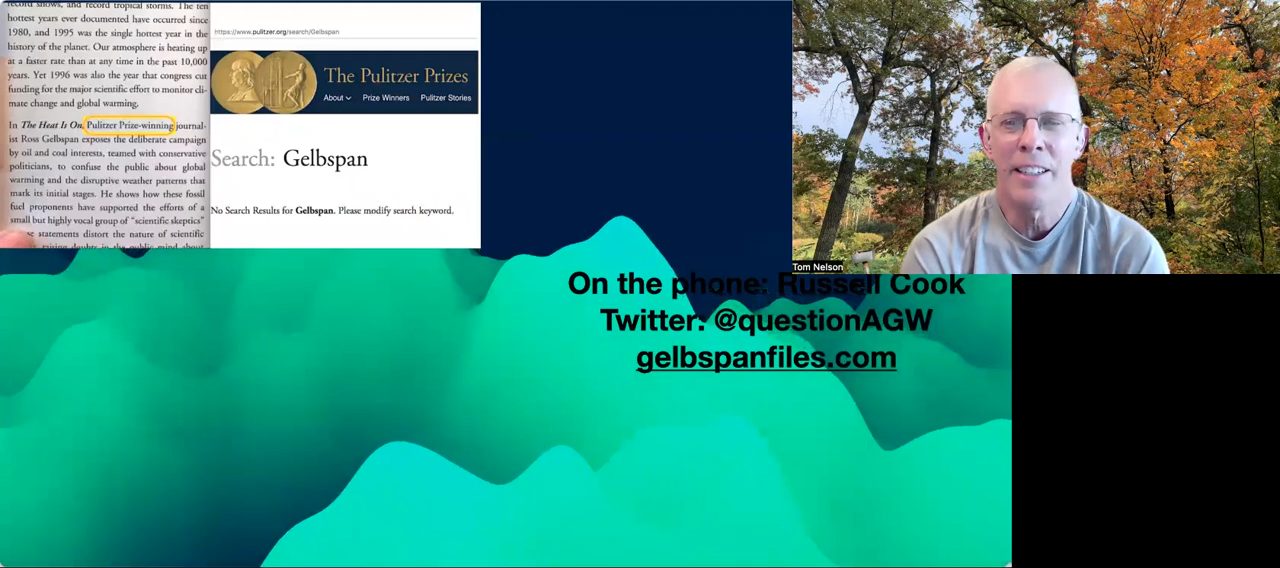 record snows, and record tropical storms. The ten
hottest years ever documented have occurred since
1980, and 1995 was the single hottest year in the
history of the planet. Our atmosphere is heating up
at a faster rate than at any time in the past 10,000
years. Yet 1996 was also the year that congress cut
funding for the major scientific effort to monitor cli-
mate change and global warming.
In The Heat Is On, Pulitzer Prize-winning journal-
ist Ross Gelbspan exposes the deliberate campaign
by oil and coal interests, teamed with conservative
politicians, to confuse the public about global
warming and the disruptive weather patterns that
mark its initial stages. He shows how these fossil
fuel proponents have supported the efforts of a
small but highly vocal group of "scientific skeptics"
statements distort the nature of scientific
raising doubts in the public mind about
https://www.pulitzer.org/search/Gelbspan
The Pulitzer Prizes
About Prize Winners Pulitzer Stories
Search: Gelbspan
No Search Results for Gelbspan. Please modify search keyword.
Tom Nelson
On the phone: Russell Cook
Twitter: @questionAGW
gelbspanfiles.com